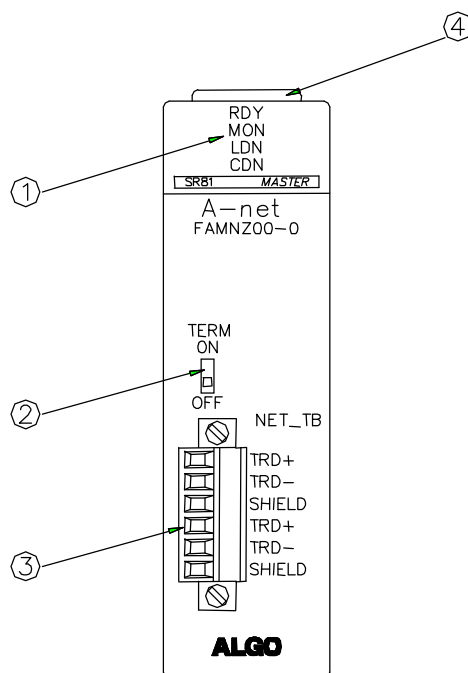 ④
RDY
MON
LDN
CDN
①
SRB1 MASTER
A-net
FAMNZ00-0
TERM
ON
②
OFF
NET_TB
TRD+
TRD-
SHIELD
TRD+
③
TRD-
SHIELD
ALGO